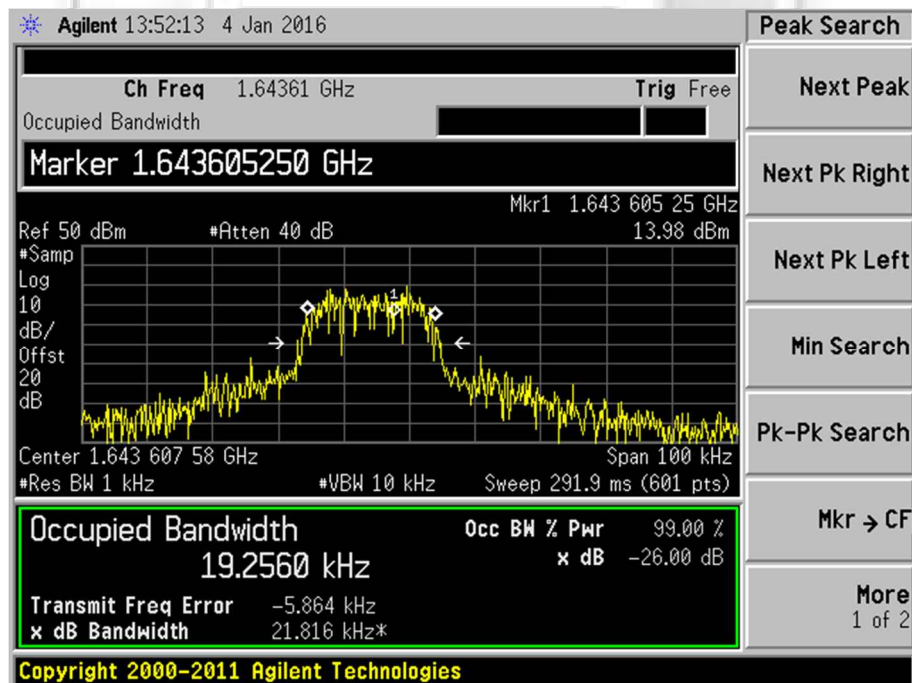 Agilent 13:52:13 4 Jan 2016
Peak Search
Ch Freq 1.64361 GHz Trig Free
Occupied Bandwidth
Marker 1.643605250 GHz
Mkr1 1.643 605 25 GHz
Ref 50 dBm #Atten 40 dB 13.98 dBm
#Samp
Log
10
dB/
Offst
20
dB
1
Center 1.643 607 58 GHz Span 100 kHz
#Res BW 1 kHz #VBW 10 kHz Sweep 291.9 ms (601 pts)
Occupied Bandwidth Occ BW % Pwr 99.00 %
19.2560 kHz x dB -26.00 dB
Transmit Freq Error -5.864 kHz
x dB Bandwidth 21.816 kHz*
Next Peak
Next Pk Right
Next Pk Left
Min Search
Pk-Pk Search
Mkr → CF
More
1 of 2
Copyright 2000-2011 Agilent Technologies